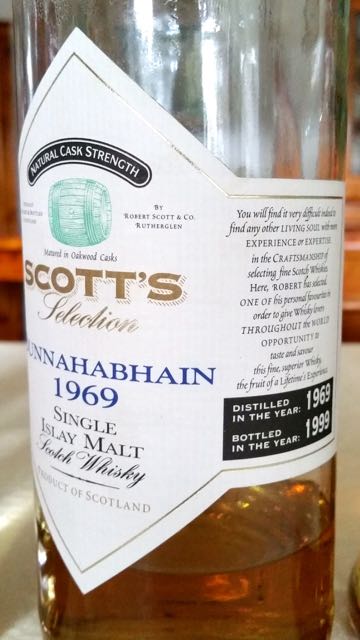 NATURAL CASK STRENGTH
BY
ROBERT SCOTT & CO.
RUTHERGLEN
Matured in Oakwood Casks
SCOTT'S
Selection
UNNAHABHAIN
1969
SINGLE
ISLAY MALT
Scotch Whisky
PRODUCT OF SCOTLAND
You will find it very difficult indeed to
find any other LIVING SOUL with more
EXPERIENCE or EXPERTISE
in the CRAFTSMANSHIP of
selecting fine Scotch Whiskies.
Here, ROBERT has selected,
ONE OF his personal favourites in
order to give Whisky lovers
THROUGHOUT the WORLD
OPPORTUNITY to
taste and savour
this fine, superior Whisky,
the fruit of a Lifetime's Experience.
DISTILLED
IN THE YEAR: 1969
BOTTLED
IN THE YEAR: 1999